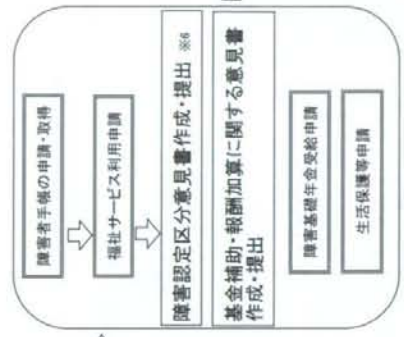 障害者手帳の申請・取得
福祉サービス利用申請
障害認定区分意見書作成・提出 ※6
基金補助・報酬加算に関する意見書
作成・提出
障害基礎年金受給申請
生活保護等申請